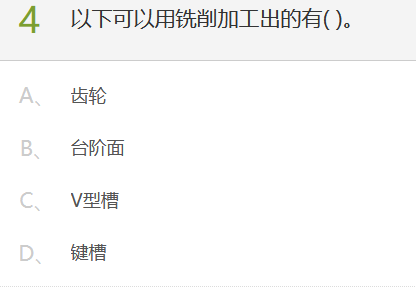 4 以下可以用铣削加工出的有( )。
A、 齿轮
B、 台阶面
C、 V型槽
D、 键槽